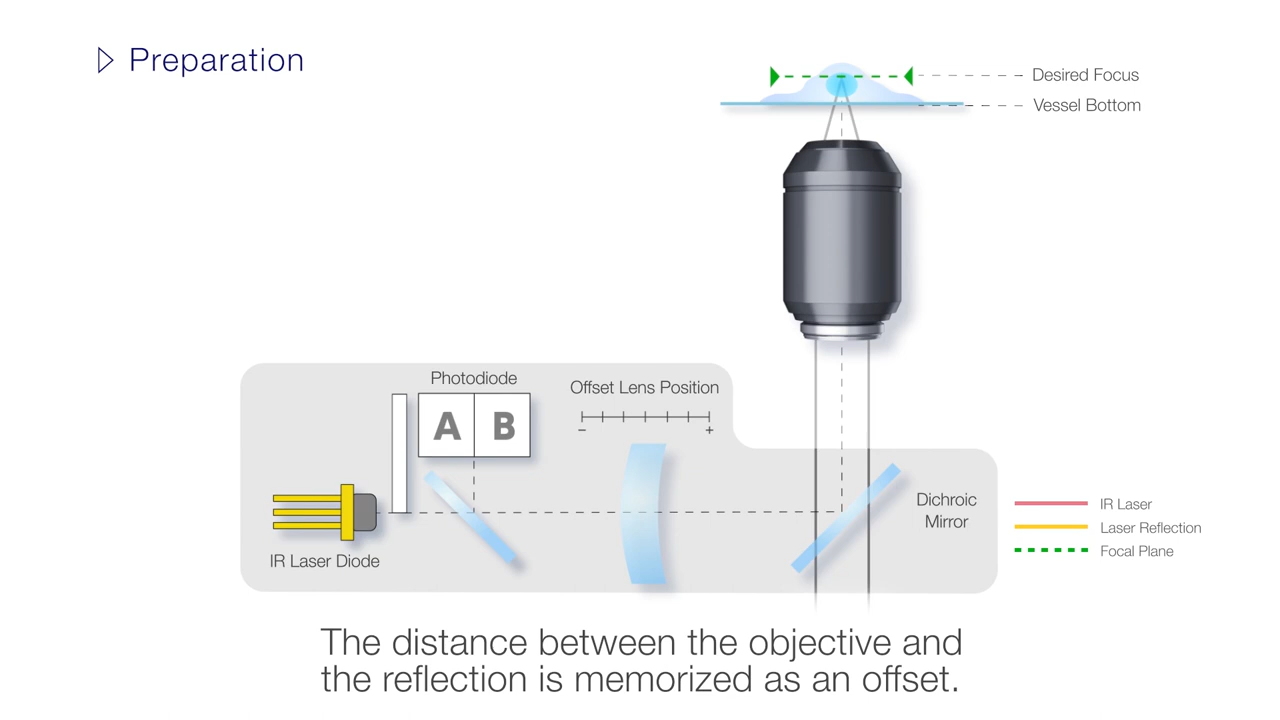 Preparation
Desired Focus
Vessel Bottom
Photodiode
A B
Offset Lens Position
− +
IR Laser Diode
Dichroic
Mirror
IR Laser
Laser Reflection
Focal Plane
The distance between the objective and
the reflection is memorized as an offset.